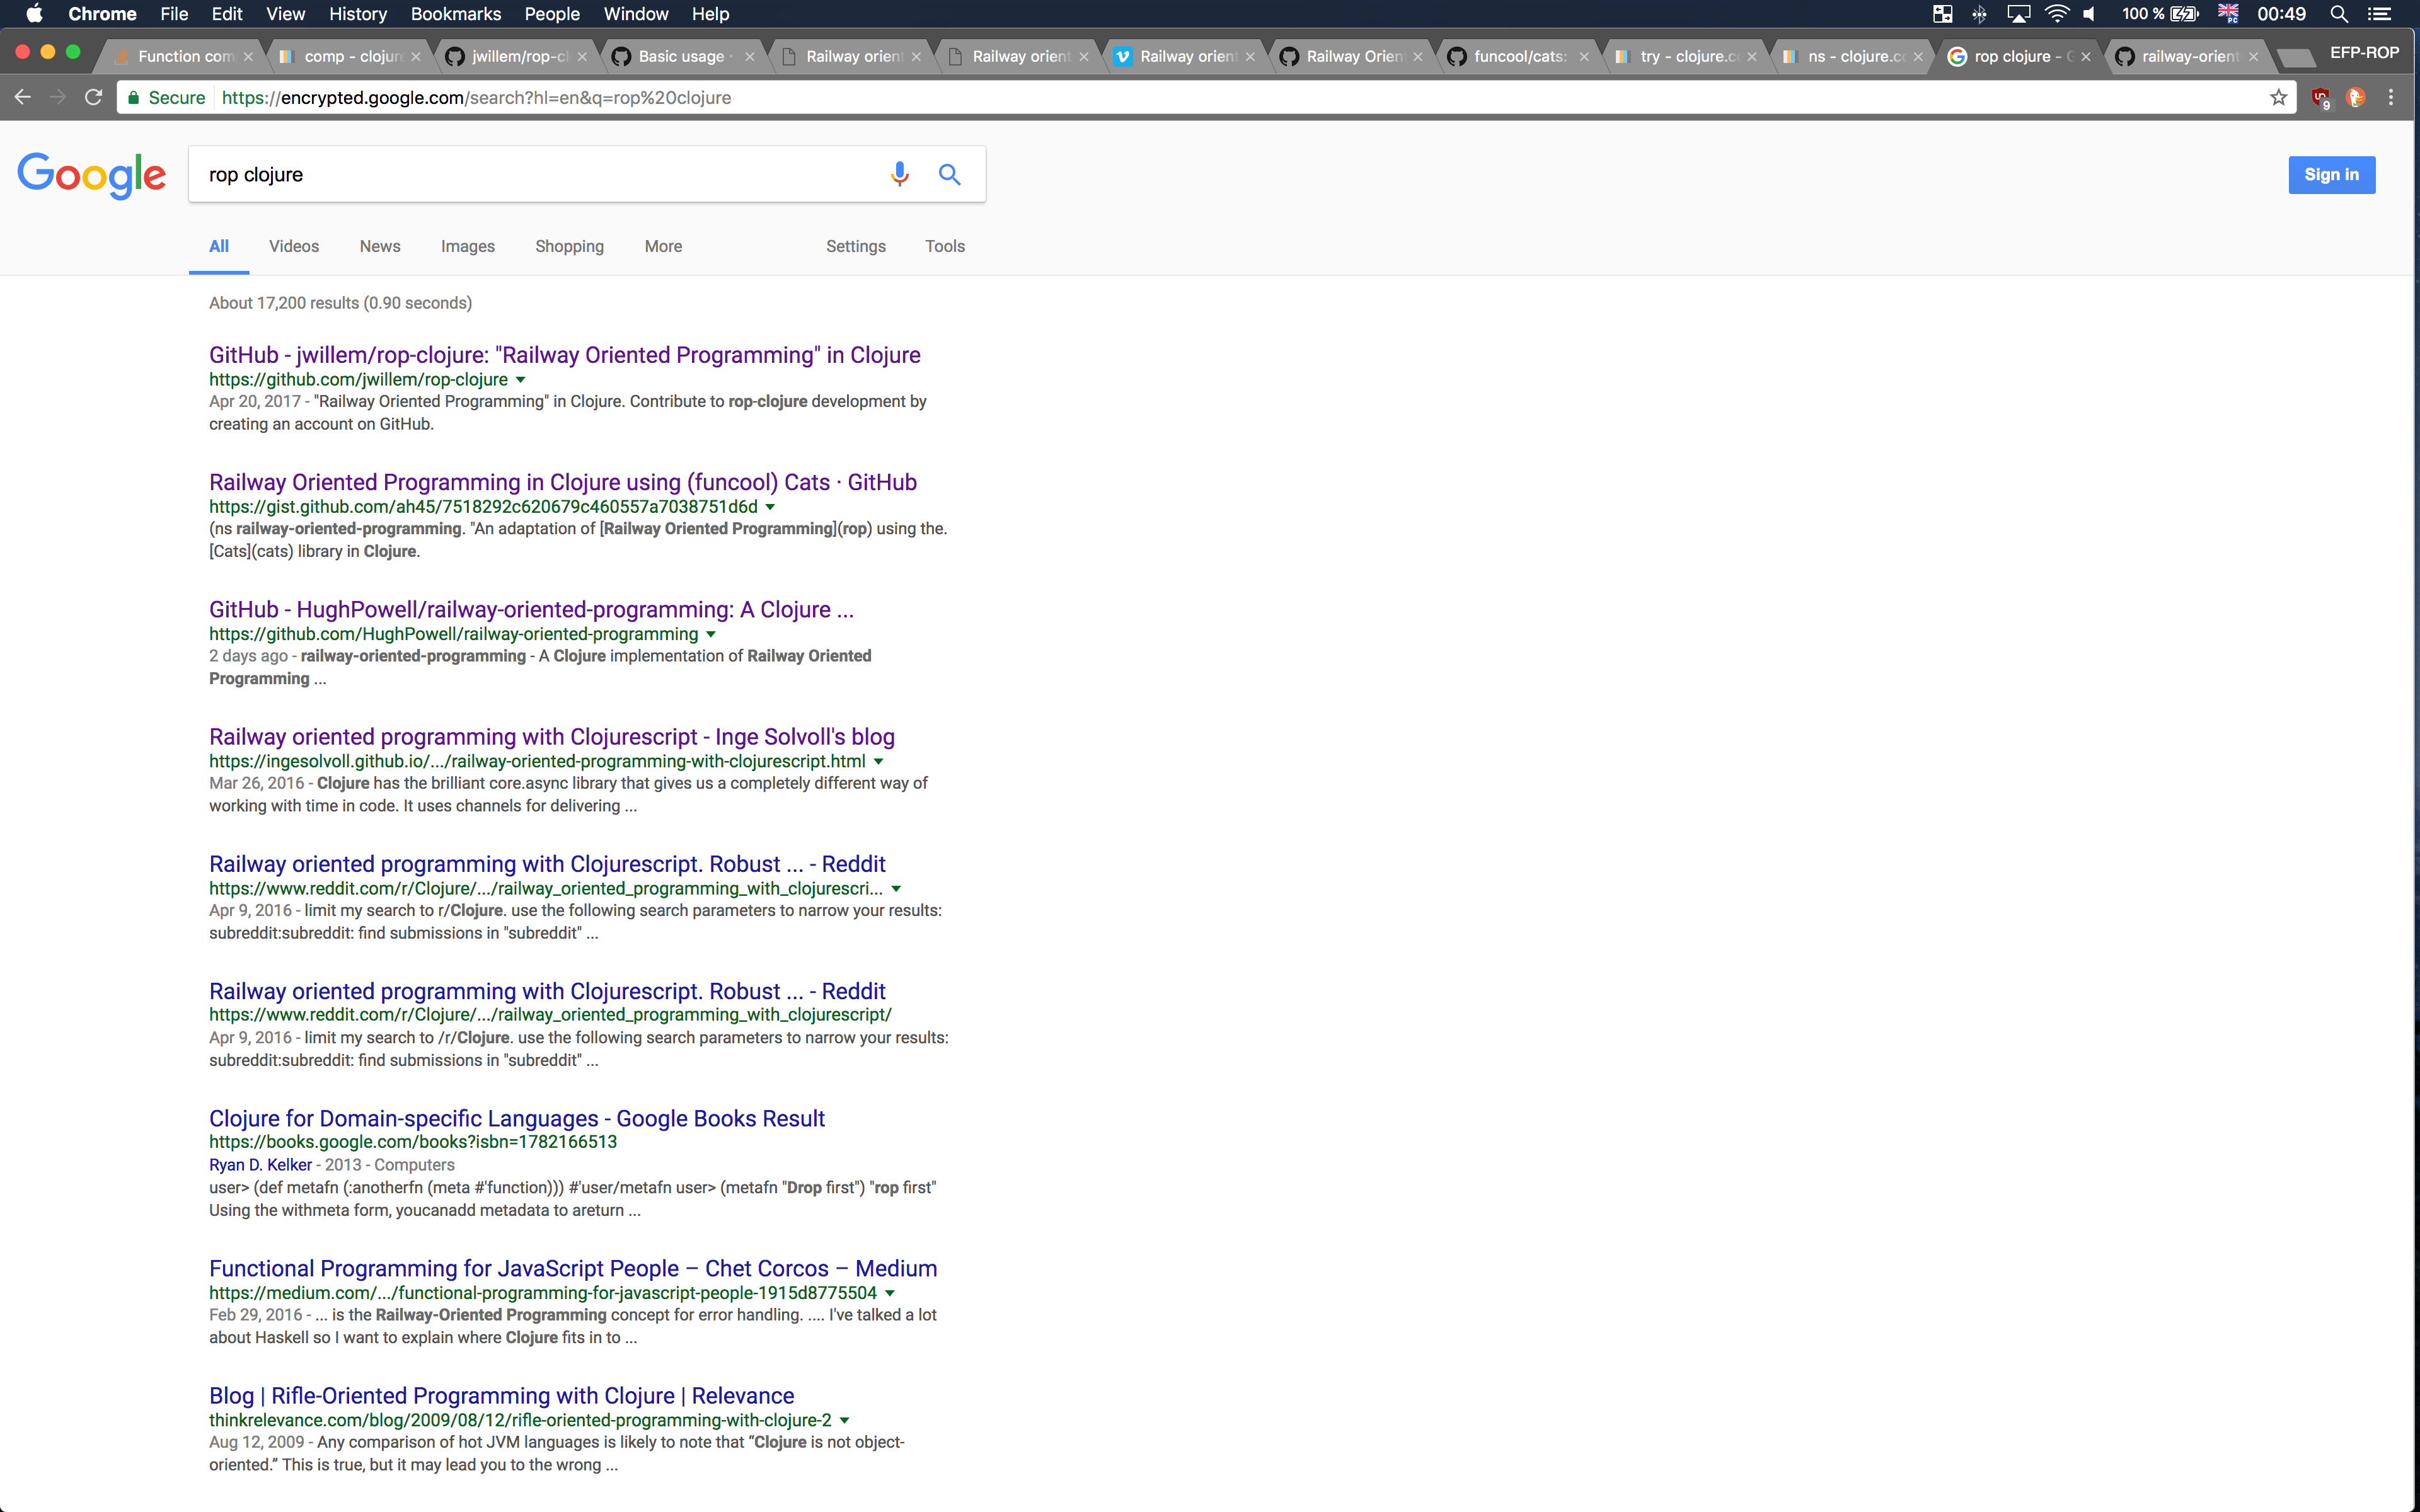 Chrome File Edit View History Bookmarks People Window Help 100 % 00:49
Function com comp - clojure jwillem/rop-cl Basic usage · Railway orient Railway orient Railway orient Railway Orient funcool/cats: try - clojure.co ns - clojure.co rop clojure - G railway-orient EFP-ROP
Secure https://encrypted.google.com/search?hl=en&q=rop%20clojure 9
Google rop clojure Sign in
All Videos News Images Shopping More Settings Tools
About 17,200 results (0.90 seconds)
GitHub - jwillem/rop-clojure: "Railway Oriented Programming" in Clojure
https://github.com/jwillem/rop-clojure
Apr 20, 2017 - "Railway Oriented Programming" in Clojure. Contribute to rop-clojure development by
creating an account on GitHub.
Railway Oriented Programming in Clojure using (funcool) Cats · GitHub
https://gist.github.com/ah45/7518292c620679c460557a7038751d6d
(ns railway-oriented-programming. "An adaptation of [Railway Oriented Programming](rop) using the.
[Cats](cats) library in Clojure.
GitHub - HughPowell/railway-oriented-programming: A Clojure ...
https://github.com/HughPowell/railway-oriented-programming
2 days ago - railway-oriented-programming - A Clojure implementation of Railway Oriented
Programming ...
Railway oriented programming with Clojurescript - Inge Solvoll's blog
https://ingesolvoll.github.io/.../railway-oriented-programming-with-clojurescript.html
Mar 26, 2016 - Clojure has the brilliant core.async library that gives us a completely different way of
working with time in code. It uses channels for delivering ...
Railway oriented programming with Clojurescript. Robust ... - Reddit
https://www.reddit.com/r/Clojure/.../railway_oriented_programming_with_clojurescri...
Apr 9, 2016 - limit my search to r/Clojure. use the following search parameters to narrow your results:
subreddit:subreddit: find submissions in "subreddit" ...
Railway oriented programming with Clojurescript. Robust ... - Reddit
https://www.reddit.com/r/Clojure/.../railway_oriented_programming_with_clojurescript/
Apr 9, 2016 - limit my search to /r/Clojure. use the following search parameters to narrow your results:
subreddit:subreddit: find submissions in "subreddit" ...
Clojure for Domain-specific Languages - Google Books Result
https://books.google.com/books?isbn=1782166513
Ryan D. Kelker - 2013 - Computers
user> (def metafn (:anotherfn (meta #'function))) #'user/metafn user> (metafn "Drop first") "rop first"
Using the withmeta form, youcanadd metadata to areturn ...
Functional Programming for JavaScript People – Chet Corcos – Medium
https://medium.com/.../functional-programming-for-javascript-people-1915d8775504
Feb 29, 2016 - ... is the Railway-Oriented Programming concept for error handling. .... I've talked a lot
about Haskell so I want to explain where Clojure fits in to ...
Blog | Rifle-Oriented Programming with Clojure | Relevance
thinkrelevance.com/blog/2009/08/12/rifle-oriented-programming-with-clojure-2
Aug 12, 2009 - Any comparison of hot JVM languages is likely to note that “Clojure is not object-
oriented.” This is true, but it may lead you to the wrong ...